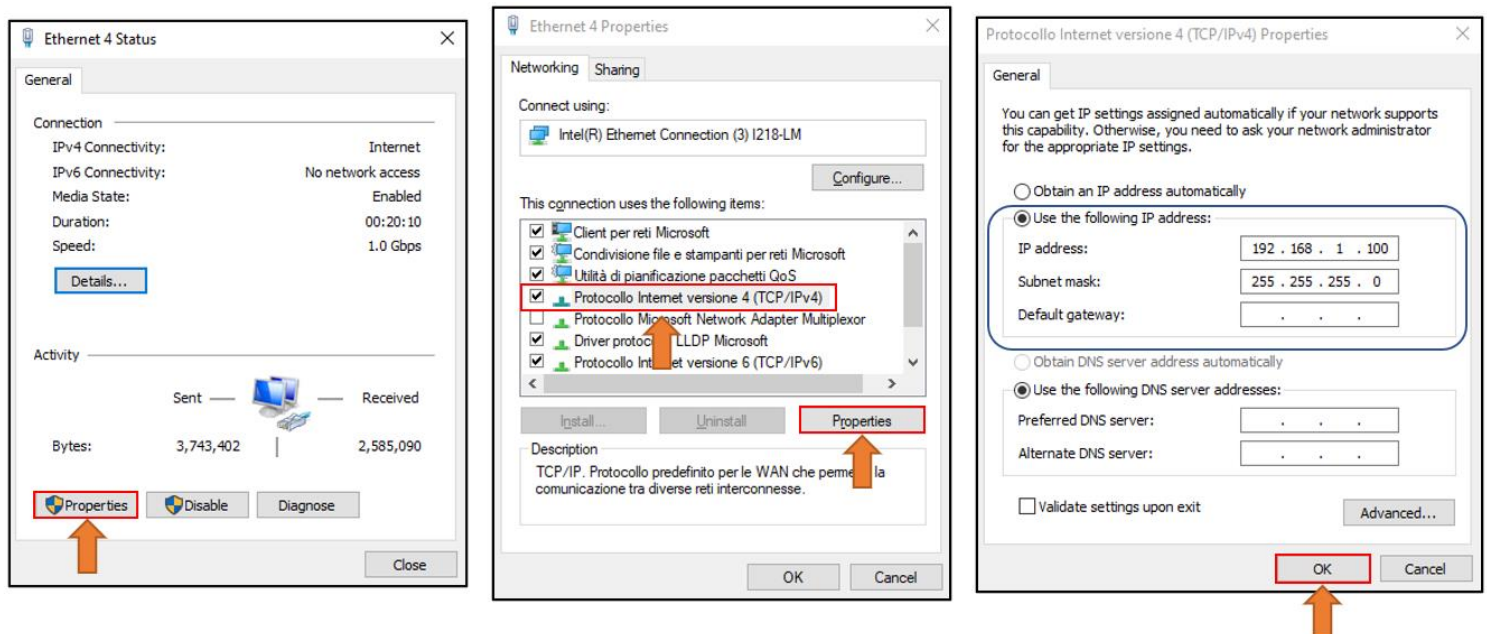 Ethernet 4 Status
General
Connection
IPv4 Connectivity: Internet
IPv6 Connectivity: No network access
Media State: Enabled
Duration: 00:20:10
Speed: 1.0 Gbps
Details...
Activity
Sent Received
Bytes: 3,743,402 2,585,090
Properties Disable Diagnose
Close
Ethernet 4 Properties
Networking Sharing
Connect using:
Intel(R) Ethernet Connection (3) I218-LM
Configure...
This connection uses the following items:
Client per reti Microsoft
Condivisione file e stampanti per reti Microsoft
Utilità di pianificazione pacchetti QoS
Protocollo Internet versione 4 (TCP/IPv4)
Protocollo Microsoft Network Adapter Multiplexor
Driver LLDP Microsoft
Protocollo versione 6 (TCP/IPv6)
Install... Uninstall Properties
Description
TCP/IP. Protocollo predefinito per le WAN che la
comunicazione tra diverse reti interconnesse.
OK Cancel
Protocollo Internet versione 4 (TCP/IPv4) Properties
General
You can get IP settings assigned automatically if your network supports
this capability. Otherwise, you need to ask your network administrator
for the appropriate IP settings.
Obtain an IP address automatically
Use the following IP address:
IP address: 192 . 168 . 1 . 100
Subnet mask: 255 . 255 . 255 . 0
Default gateway: . . .
Obtain DNS server address automatically
Use the following DNS server addresses:
Preferred DNS server: . . .
Alternate DNS server: . . .
Validate settings upon exit
Advanced...
OK Cancel